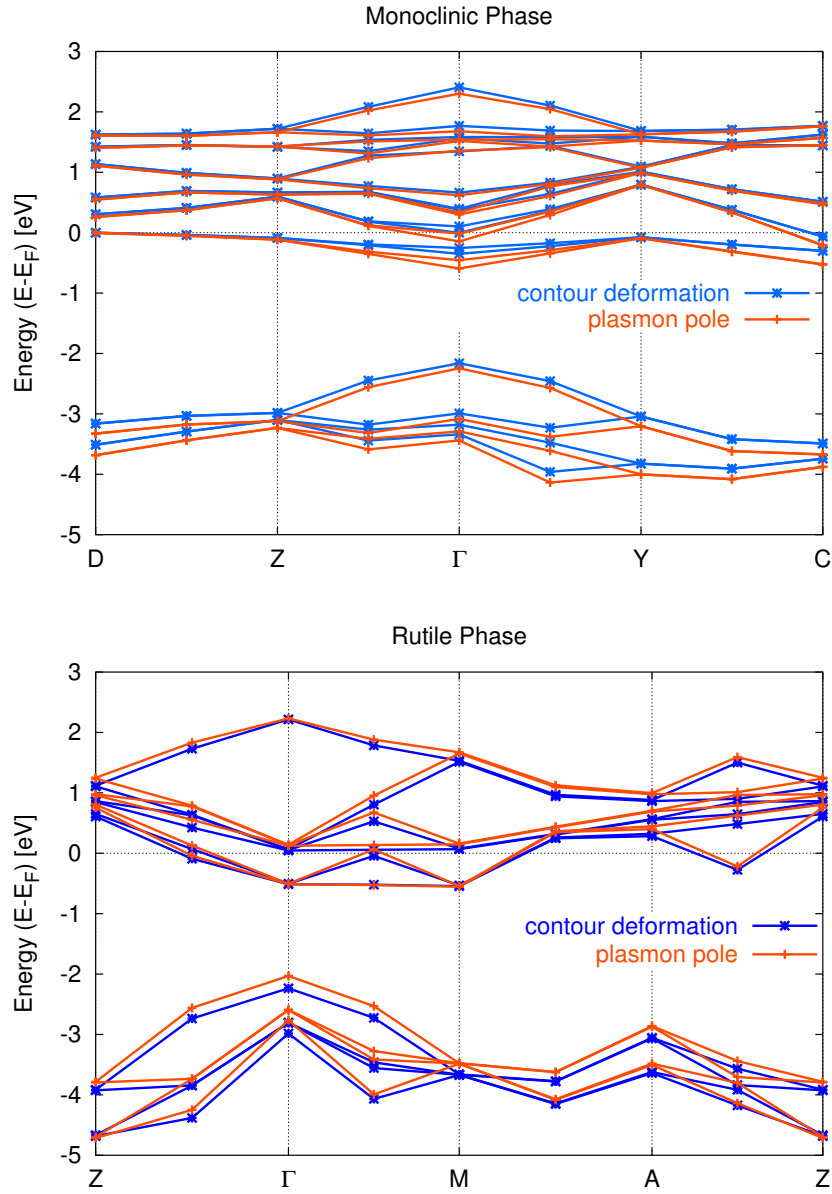 Monoclinic Phase
3
2
1
0
-1
-2
-3
-4
-5
Energy (E-E_F) [eV]
contour deformation
plasmon pole
D Z Γ Y C
Rutile Phase
3
2
1
0
-1
-2
-3
-4
-5
Energy (E-E_F) [eV]
contour deformation
plasmon pole
Z Γ M A Z